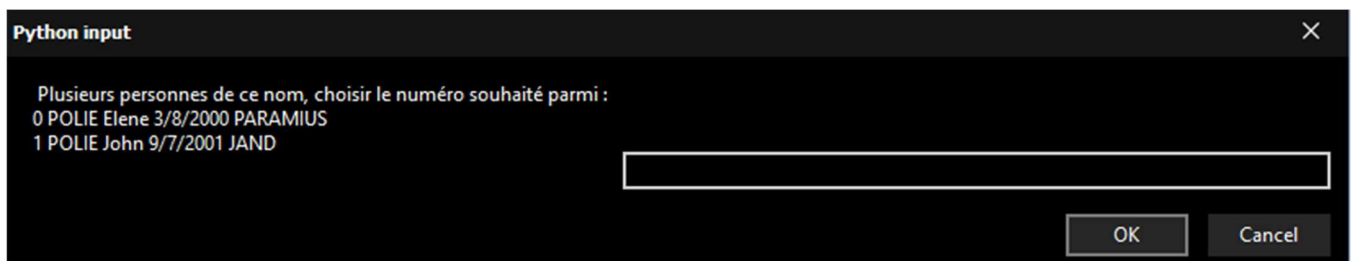 Python input
Plusieurs personnes de ce nom, choisir le numéro souhaité parmi :
0 POLIE Elene 3/8/2000 PARAMIUS
1 POLIE John 9/7/2001 JAND
OK
Cancel